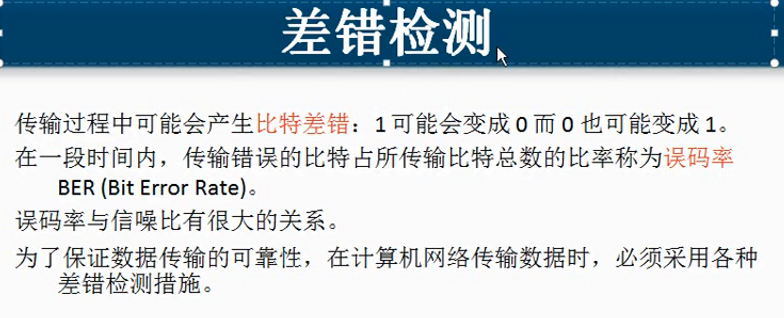 差错检测
传输过程中可能会产生比特差错：1 可能会变成 0 而 0 也可能变成 1。
在一段时间内，传输错误的比特占所传输比特总数的比率称为误码率
BER (Bit Error Rate)。
误码率与信噪比有很大的关系。
为了保证数据传输的可靠性，在计算机网络传输数据时，必须采用各种
差错检测措施。